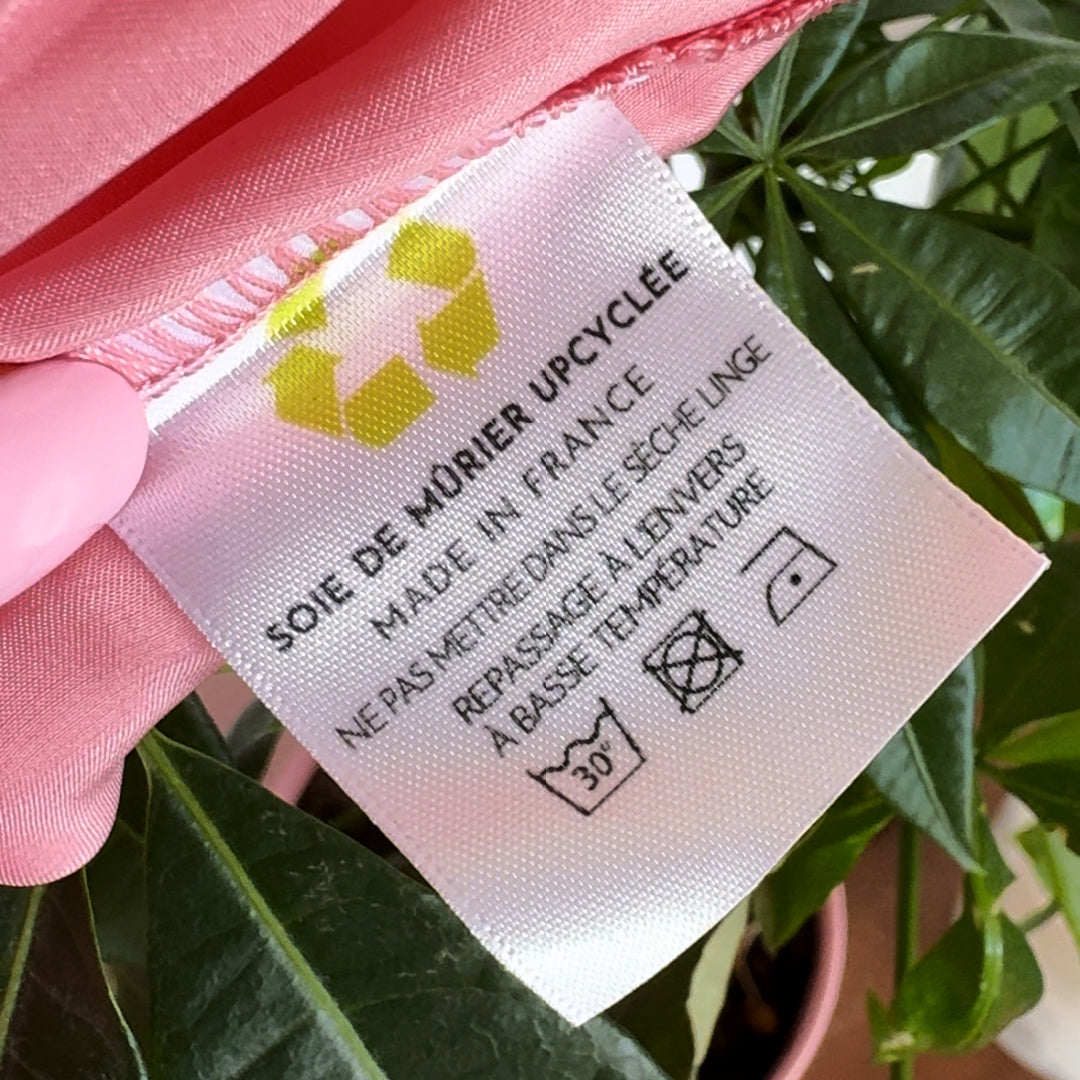 SOIE DE MÛRIER UPCYCLÉE
MADE IN FRANCE
NE PAS METTRE DANS LE SÈCHE LINGE
REPASSAGE À L'ENVERS
À BASSE TEMPÉRATURE
30°